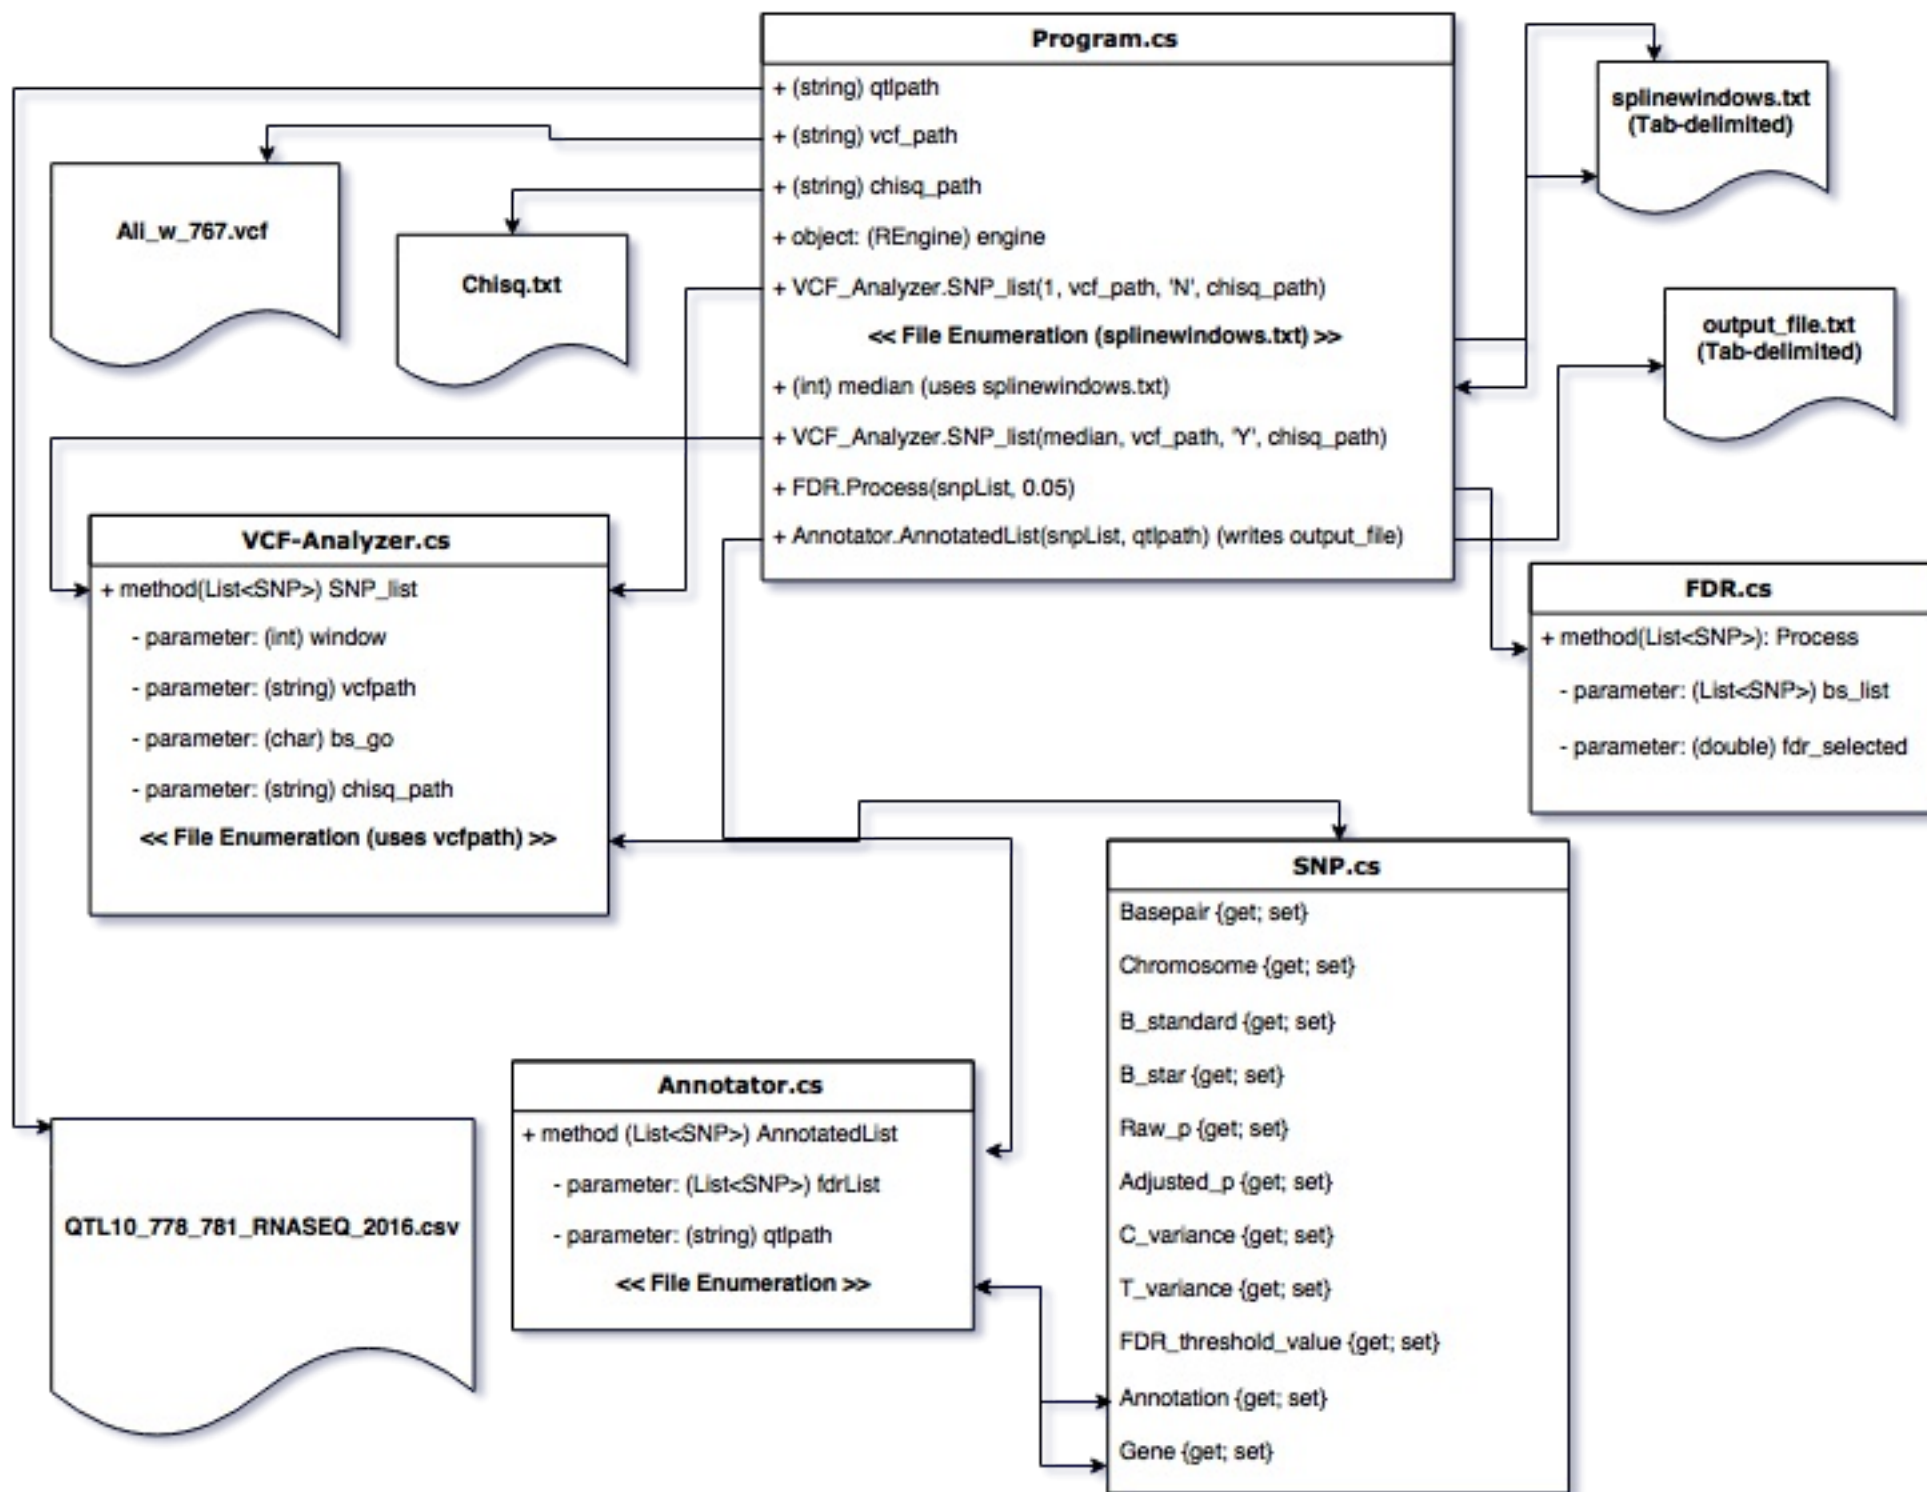 Program.cs
+ (string) qtlpath
+ (string) vcf_path
+ (string) chisq_path
+ object: (REngine) engine
+ VCF_Analyzer.SNP_list(1, vcf_path, 'N', chisq_path)
<< File Enumeration (splinewindows.txt) >>
+ (int) median (uses splinewindows.txt)
+ VCF_Analyzer.SNP_list(median, vcf_path, 'Y', chisq_path)
+ FDR.Process(snpList, 0.05)
+ Annotator.AnnotatedList(snpList, qtlpath) (writes output_file)
splinewindows.txt
(Tab-delimited)
Ali_w_767.vcf
Chisq.txt
output_file.txt
(Tab-delimited)
VCF-Analyzer.cs
+ method(List<SNP>) SNP_list
- parameter: (int) window
- parameter: (string) vcfpath
- parameter: (char) bs_go
- parameter: (string) chisq_path
<< File Enumeration (uses vcfpath) >>
FDR.cs
+ method(List<SNP>): Process
- parameter: (List<SNP>) bs_list
- parameter: (double) fdr_selected
SNP.cs
Basepair {get; set}
Chromosome {get; set}
B_standard {get; set}
B_star {get; set}
Raw_p {get; set}
Adjusted_p {get; set}
C_variance {get; set}
T_variance {get; set}
FDR_threshold_value {get; set}
Annotation {get; set}
Gene {get; set}
Annotator.cs
+ method (List<SNP>) AnnotatedList
- parameter: (List<SNP>) fdrList
- parameter: (string) qtlpath
<< File Enumeration >>
QTL10_778_781_RNASEQ_2016.csv